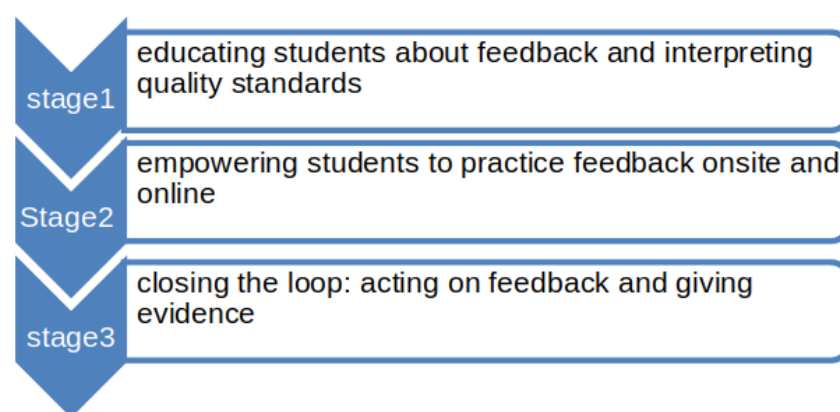 stage1
educating students about feedback and interpreting
quality standards
Stage2
empowering students to practice feedback onsite and
online
stage3
closing the loop: acting on feedback and giving
evidence